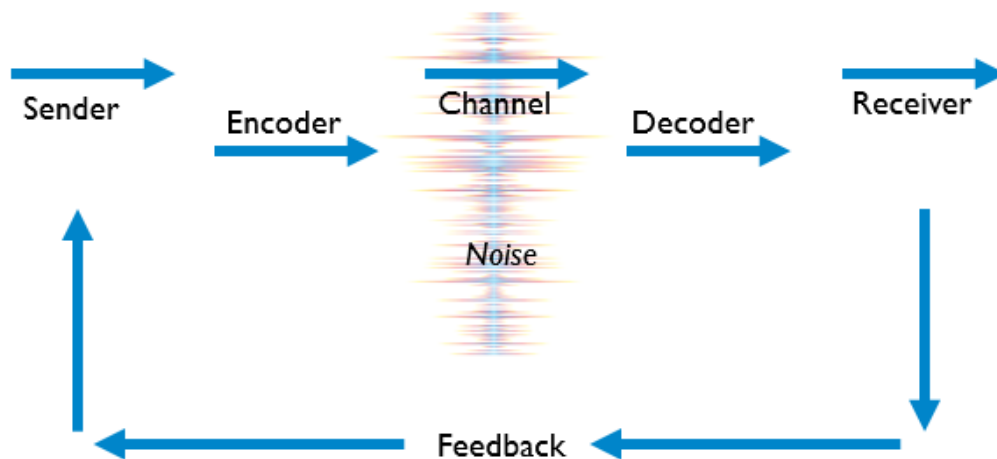 Sender
Encoder
Channel
Decoder
Receiver
Noise
Feedback